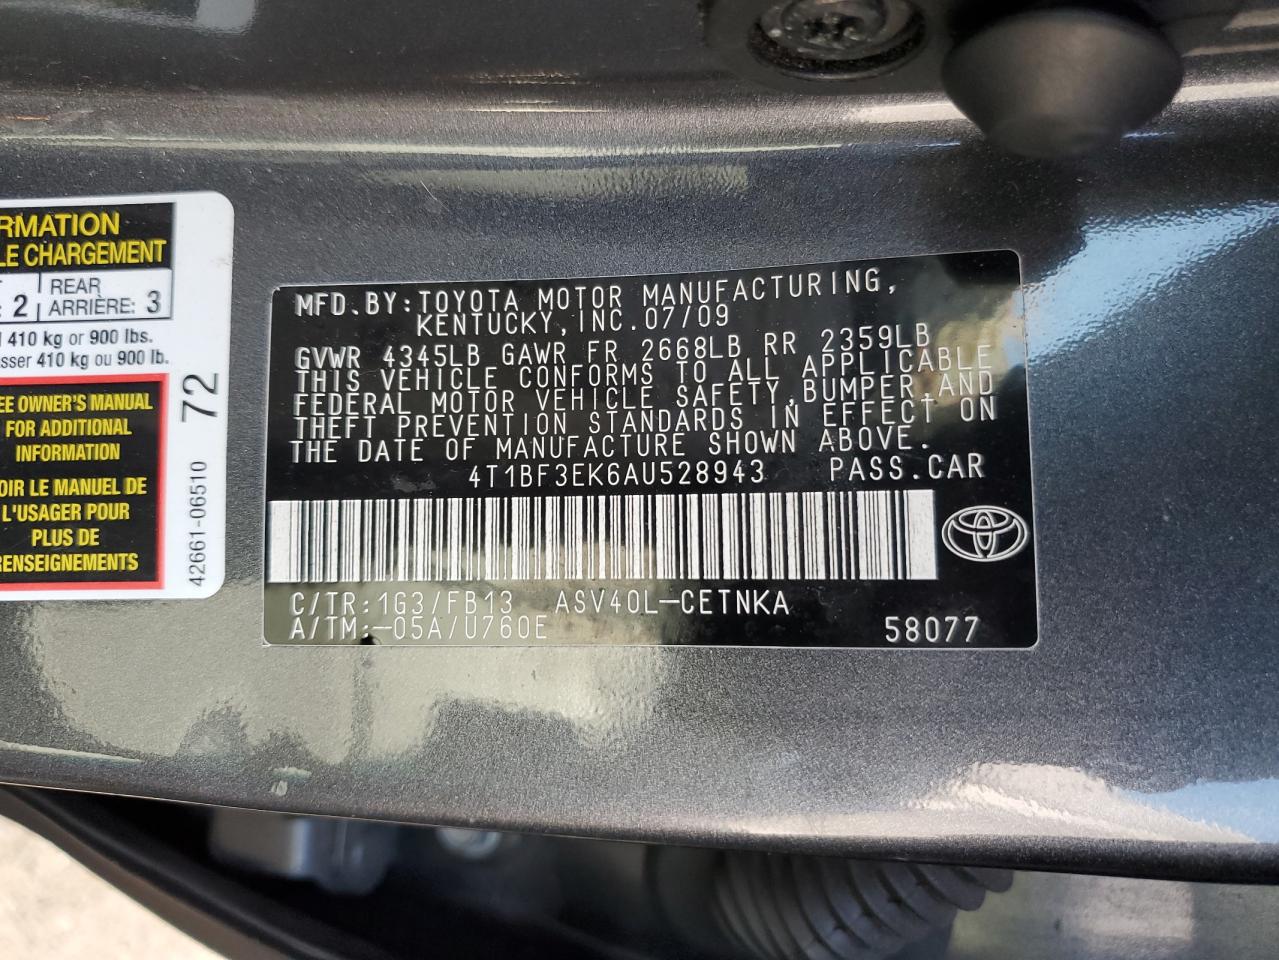 RMATION
LE CHARGEMENT
2 REAR ARRIÈRE: 3
410 kg or 900 lbs.
sser 410 kg ou 900 lb.
EE OWNER'S MANUAL
FOR ADDITIONAL
INFORMATION
OIR LE MANUEL DE
L'USAGER POUR
PLUS DE
RENSEIGNEMENTS
42661-06510 72
MFD.BY:TOYOTA MOTOR MANUFACTURING,
KENTUCKY,INC.07/09
GVWR 4345LB GAWR FR 2668LB RR 2359LB
THIS VEHICLE CONFORMS TO ALL APPLICABLE
FEDERAL MOTOR VEHICLE SAFETY,BUMPER,AND
THEFT PREVENTION STANDARDS IN EFFECT ON
THE DATE OF MANUFACTURE SHOWN ABOVE.
4T1BF3EK6AU528943 PASS.CAR
C/TR:1G3/FB13 ASV40L-CETNKA
A/TM:-05A/U760E 58077